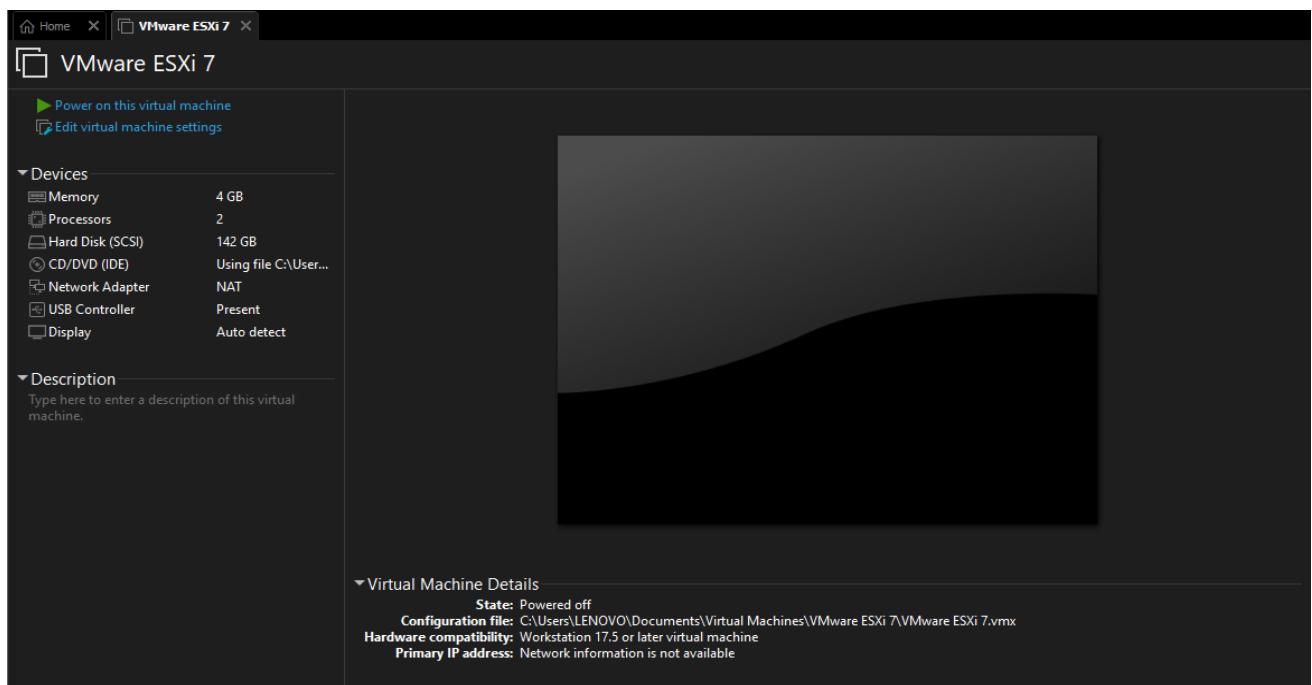 Home
VMware ESXi 7
VMware ESXi 7
Power on this virtual machine
Edit virtual machine settings
Devices
Memory 4 GB
Processors 2
Hard Disk (SCSI) 142 GB
CD/DVD (IDE) Using file C:\User...
Network Adapter NAT
USB Controller Present
Display Auto detect
Description
Type here to enter a description of this virtual
machine.
Virtual Machine Details
State: Powered off
Configuration file: C:\Users\LENOVO\Documents\Virtual Machines\VMware ESXi 7\VMware ESXi 7.vmx
Hardware compatibility: Workstation 17.5 or later virtual machine
Primary IP address: Network information is not available